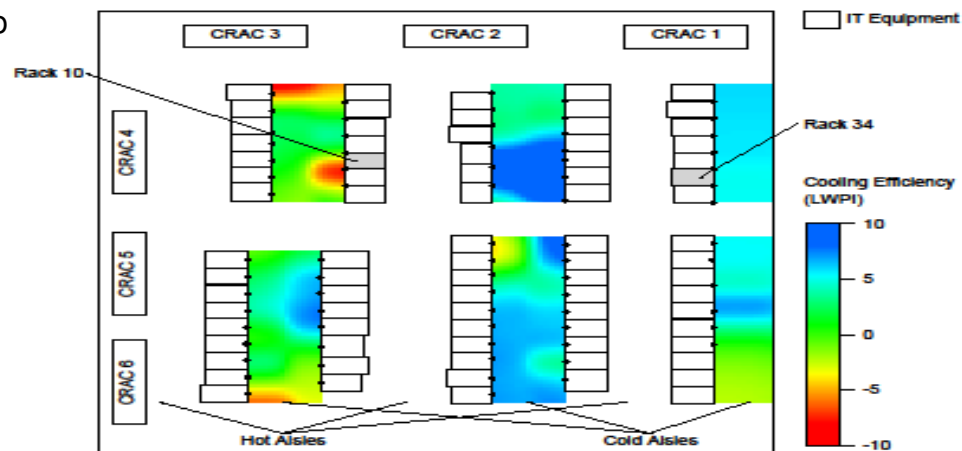 b
CRAC 3 CRAC 2 CRAC 1 IT Equipment
Rack 10
Rack 34
CRAC 4
Cooling Efficiency
(LWPI)
10
CRAC 5
5
0
CRAC 6
-5
-10
Hot Aisles Cold Aisles